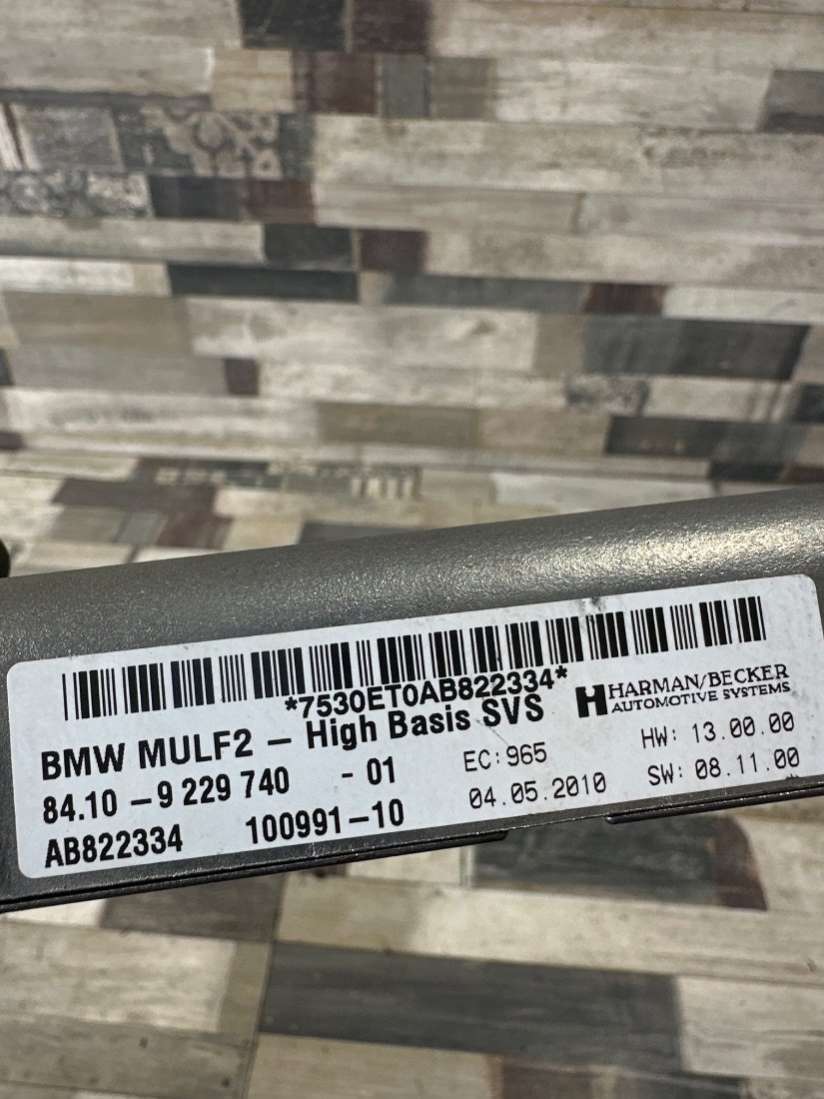 *7530ET0AB822334*
HARMAN/BECKER
AUTOMOTIVE SYSTEMS
BMW MULF2 – High Basis SVS
84.10 – 9 229 740 - 01
EC: 965
HW: 13.00.00
AB822334 100991–10
04.05.2010
SW: 08.11.00